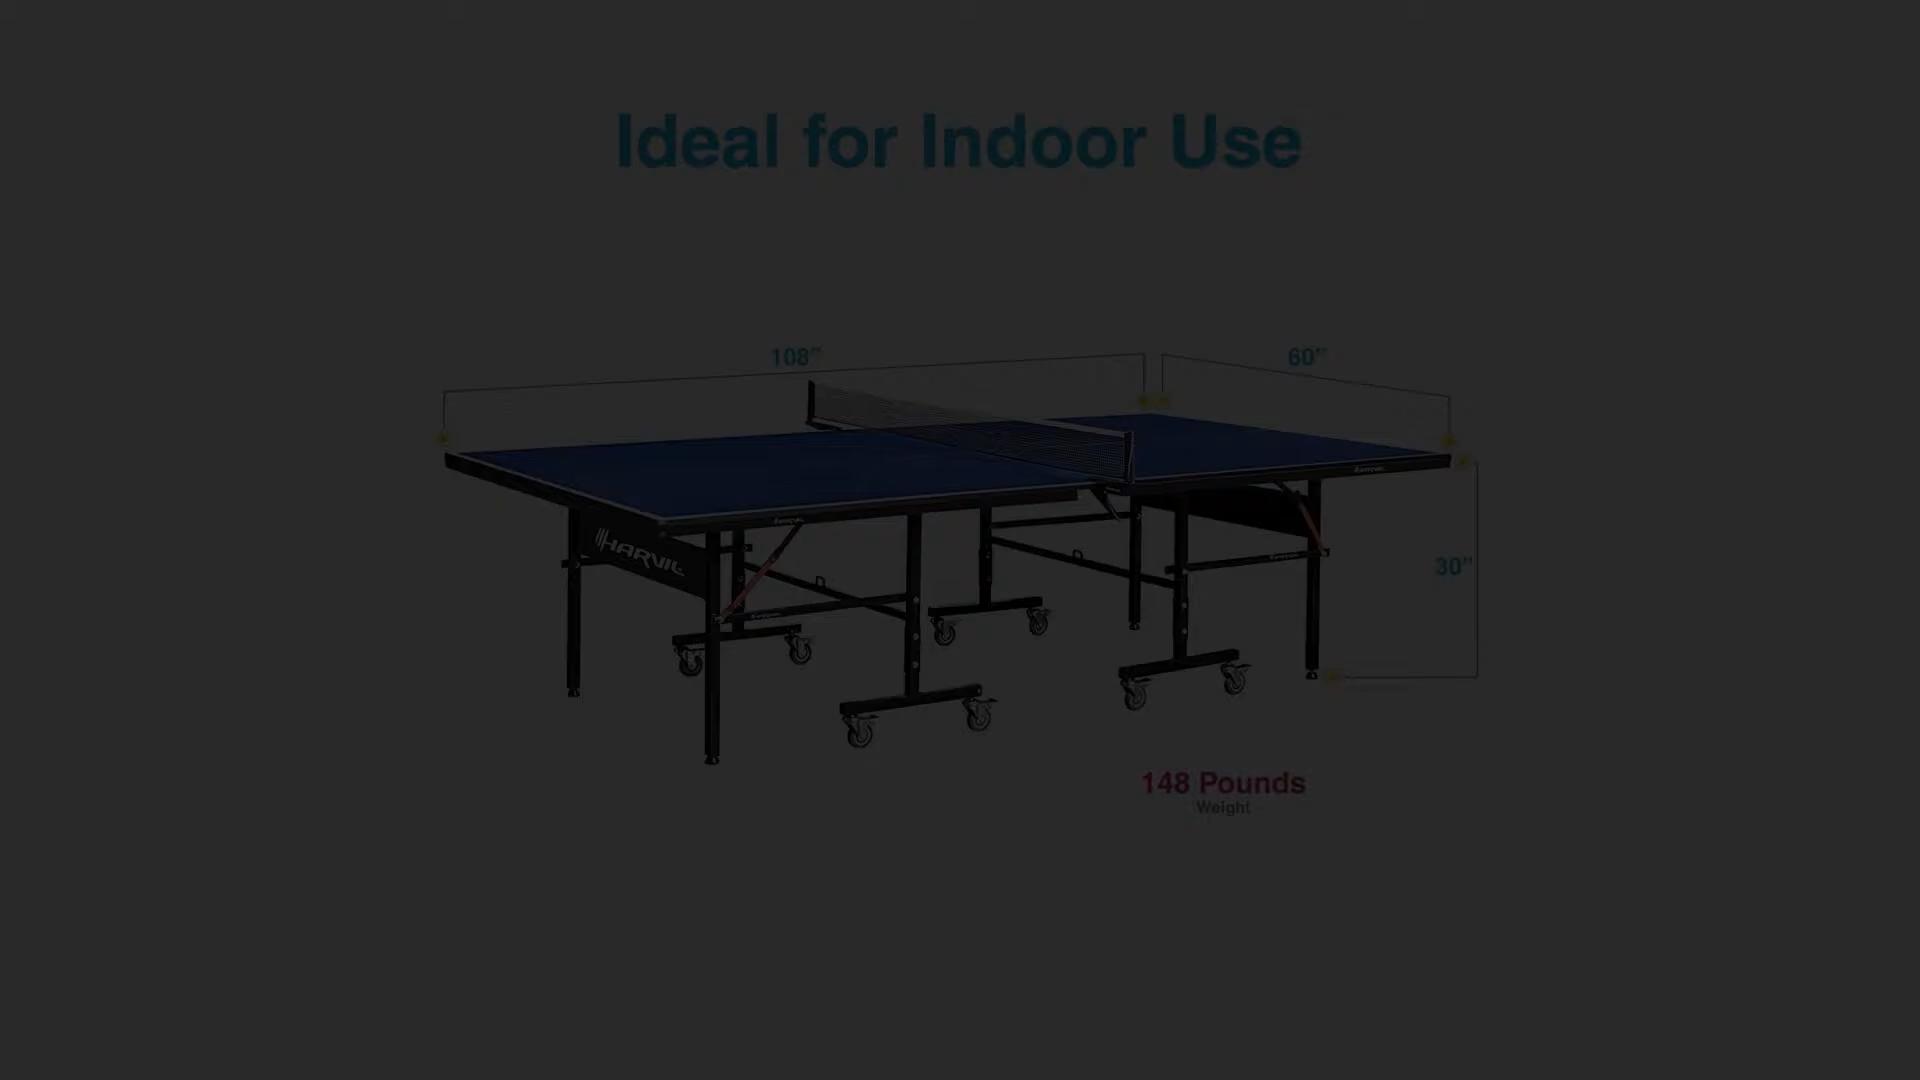 Ideal for Indoor Use
108"
60"
HARVIL
30"
148 Pounds
Weight